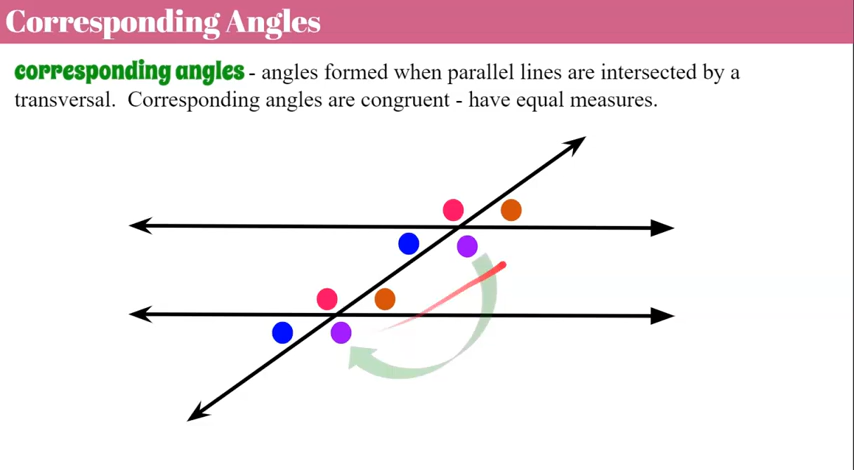 Corresponding Angles
corresponding angles - angles formed when parallel lines are intersected by a
transversal. Corresponding angles are congruent - have equal measures.